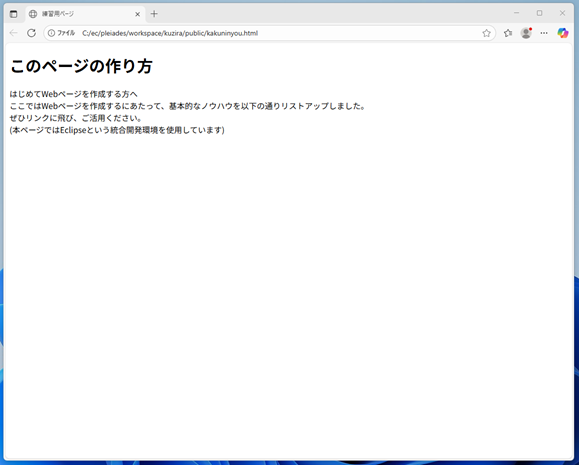 練習用ページ
ファイル C:/ec/pleiades/workspace/kuzira/public/kakuninyou.html
このページの作り方
はじめてWebページを作成する方へ
ここではWebページを作成するにあたって、基本的なノウハウを以下の通りリストアップしました。
ぜひリンクに飛び、ご活用ください。
(本ページではEclipseという統合開発環境を使用しています)